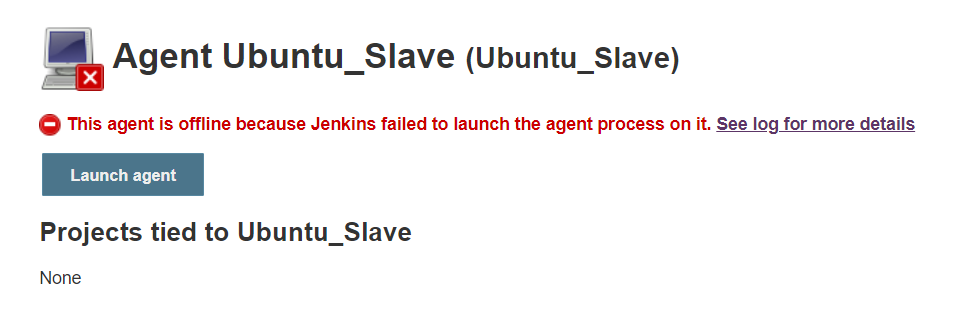 Agent Ubuntu_Slave (Ubuntu_Slave)
This agent is offline because Jenkins failed to launch the agent process on it. See log for more details
Launch agent
Projects tied to Ubuntu_Slave
None